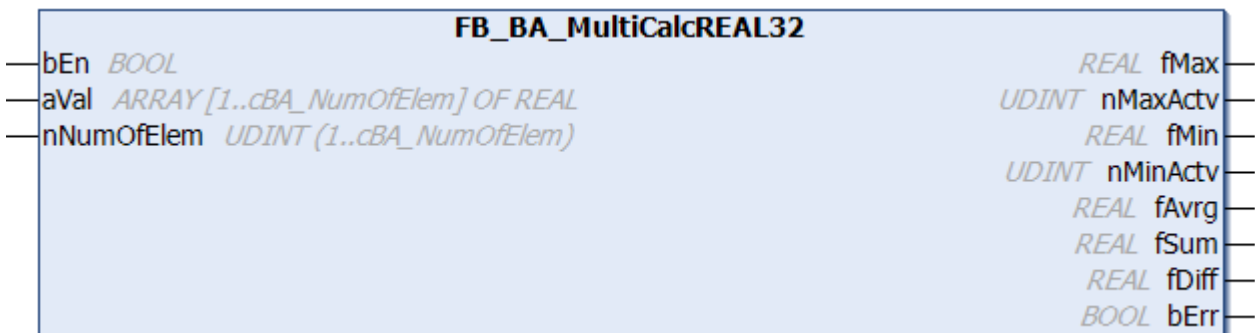 FB_BA_MultiCalcREAL32
bEn BOOL REAL fMax
aVal ARRAY [1..cBA_NumOfElem] OF REAL UDINT nMaxActv
nNumOfElem UDINT (1..cBA_NumOfElem) REAL fMin
UDINT nMinActv
REAL fAvrg
REAL fSum
REAL fDiff
BOOL bErr